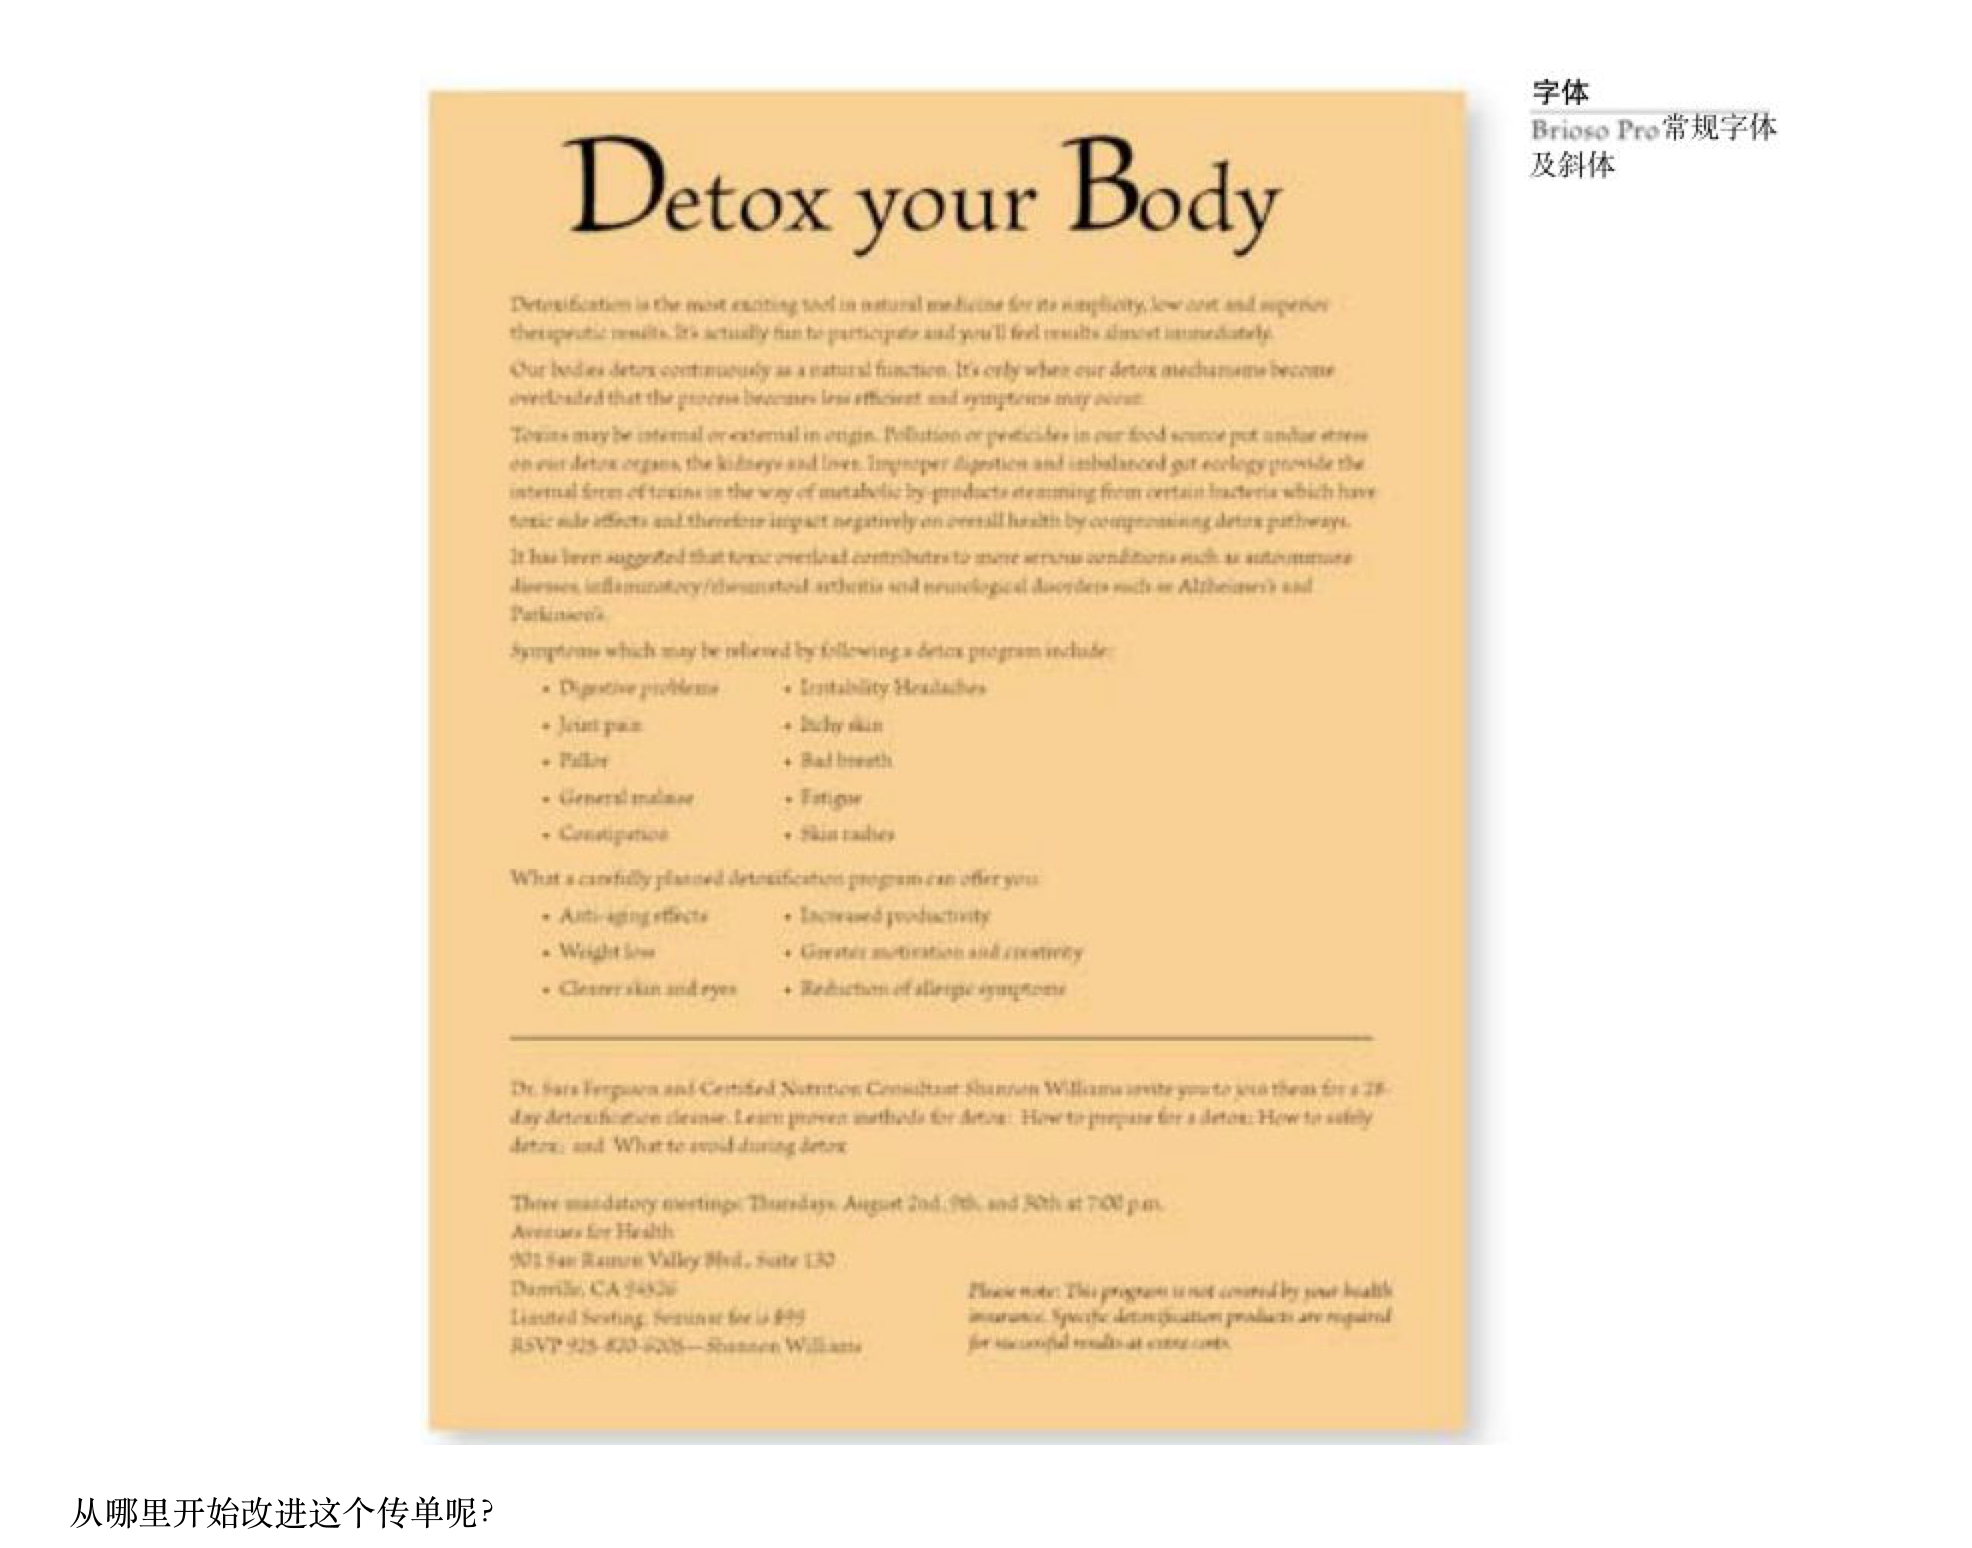 字体
Brioso Pro常规字体
及斜体
Detox your Body
Detoxification is the most exciting tool in natural medicine for its simplicity, low cost and superior
therapeutic results. It's actually fun to participate and you'll feel results almost immediately.
Our bodies detox continuously as a natural function. It's only when our detox mechanisms become
overloaded that the process becomes less efficient and symptoms may occur.
Toxins may be internal or external in origin. Pollution or pesticides in our food source put undue stress
on our detox organs, the kidneys and liver. Improper digestion and imbalanced gut ecology provide the
internal form of toxins in the way of metabolic by-products stemming from certain bacteria which have
toxic side effects and therefore impact negatively on overall health by compromising detox pathways.
It has been suggested that toxic overload contributes to more serious conditions such as autoimmune
diseases, inflammatory/rheumatoid arthritis and neurological disorders such as Alzheimer's and
Parkinson's.
Symptoms which may be relieved by following a detox program include:
• Digestive problems • Irritability Headaches
• Joint pain • Itchy skin
• Pallor • Bad breath
• General malaise • Fatigue
• Constipation • Skin rashes
What a carefully planned detoxification program can offer you:
• Anti-aging effects • Increased productivity
• Weight loss • Greater motivation and creativity
• Clearer skin and eyes • Reduction of allergic symptoms
Dr. Sara Ferguson and Certified Nutrition Consultant Shannon Williams invite you to join them for a 28-
day detoxification cleanse. Learn proven methods for detox: How to prepare for a detox; How to safely
detox; and What to avoid during detox
Three mandatory meetings: Thursdays, August 2nd, 9th, and 30th at 7:00 p.m.
Avenues for Health
901 San Ramon Valley Blvd., Suite 130
Danville, CA 94526
Limited Seating. Seminar fee is $99
RSVP Shannon Williams
Please note: This program is not covered by your health
insurance. Specific detoxification products are required
for successful results at extra costs.
从哪里开始改进这个传单呢?